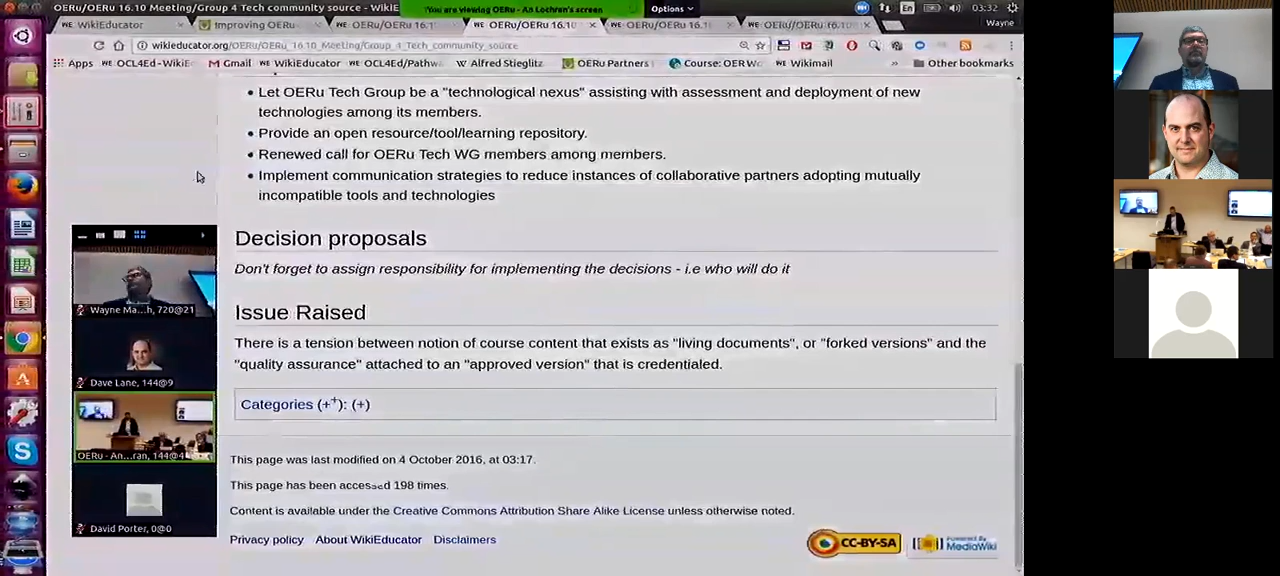 OERu/OERu 16.10 Meeting/Group 4 Tech community source - WikiE
You are viewing OERu - An Lochran's screen
Options
En
03:32
WikiEducator
Improving OERu
OERu/OERu 16.1
OERu/OERu 16.10
OERu/OERu 16.10
OERu//OERu 16.10
Wayne
wikieducator.org/OERu/OERu_16.10_Meeting/Group_4_Tech_community_source
Apps
OCL4Ed - WikiE
Gmail
WikiEducator
OCL4Ed/Pathw
Alfred Stieglitz
OERu Partners
Course: OER Wo
Wikimail
»
Other bookmarks
• Let OERu Tech Group be a "technological nexus" assisting with assessment and deployment of new
technologies among its members.
• Provide an open resource/tool/learning repository.
• Renewed call for OERu Tech WG members among members.
• Implement communication strategies to reduce instances of collaborative partners adopting mutually
incompatible tools and technologies
Decision proposals
Don't forget to assign responsibility for implementing the decisions - i.e who will do it
Wayne Ma...h, 720@21
Issue Raised
There is a tension between notion of course content that exists as "living documents", or "forked versions" and the
"quality assurance" attached to an "approved version" that is credentialed.
Dave Lane, 144@9
Categories (++): (+)
OERu - An...ran, 144@4
This page was last modified on 4 October 2016, at 03:17.
This page has been accessed 198 times.
Content is available under the Creative Commons Attribution Share Alike License unless otherwise noted.
David Porter, 0@0
Privacy policy About WikiEducator Disclaimers
CC-BY-SA
Powered By
MediaWiki